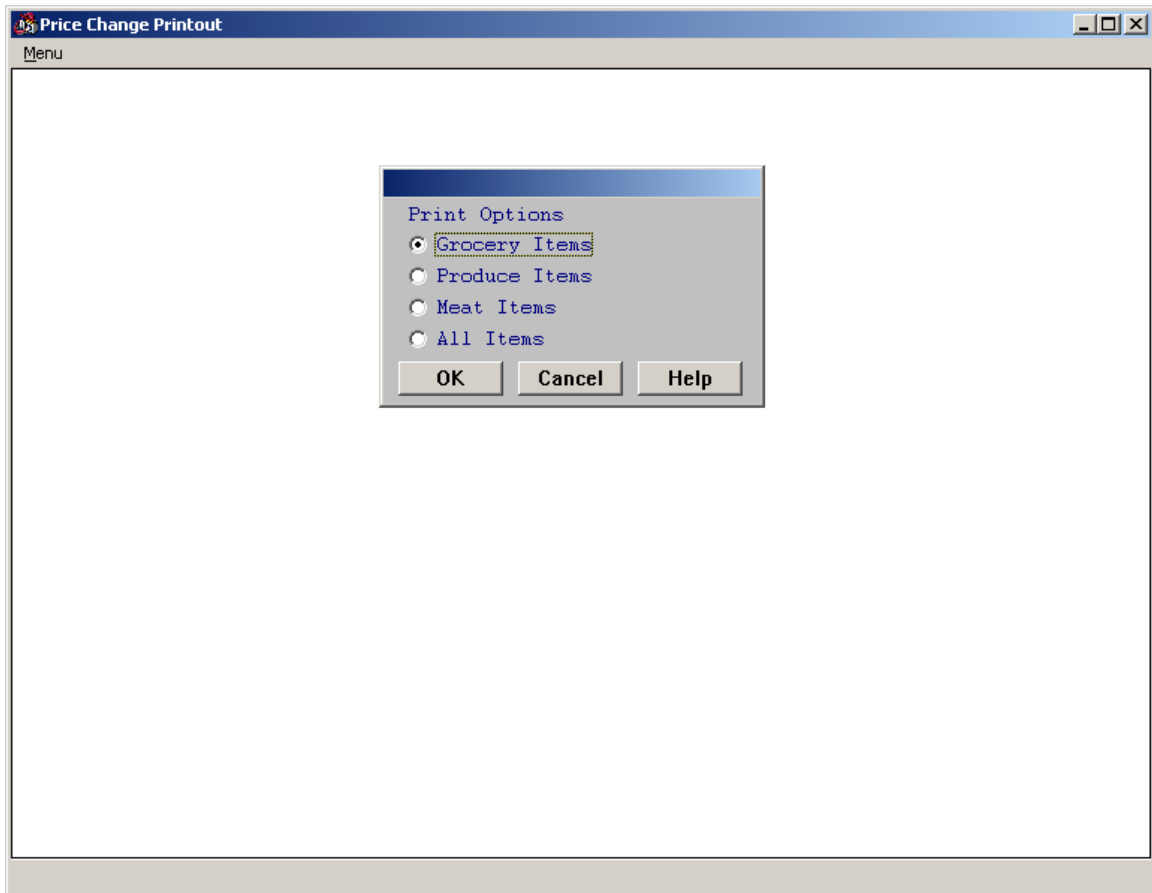 Price Change Printout
Menu
Print Options
Grocery Items
Produce Items
Meat Items
All Items
OK Cancel Help